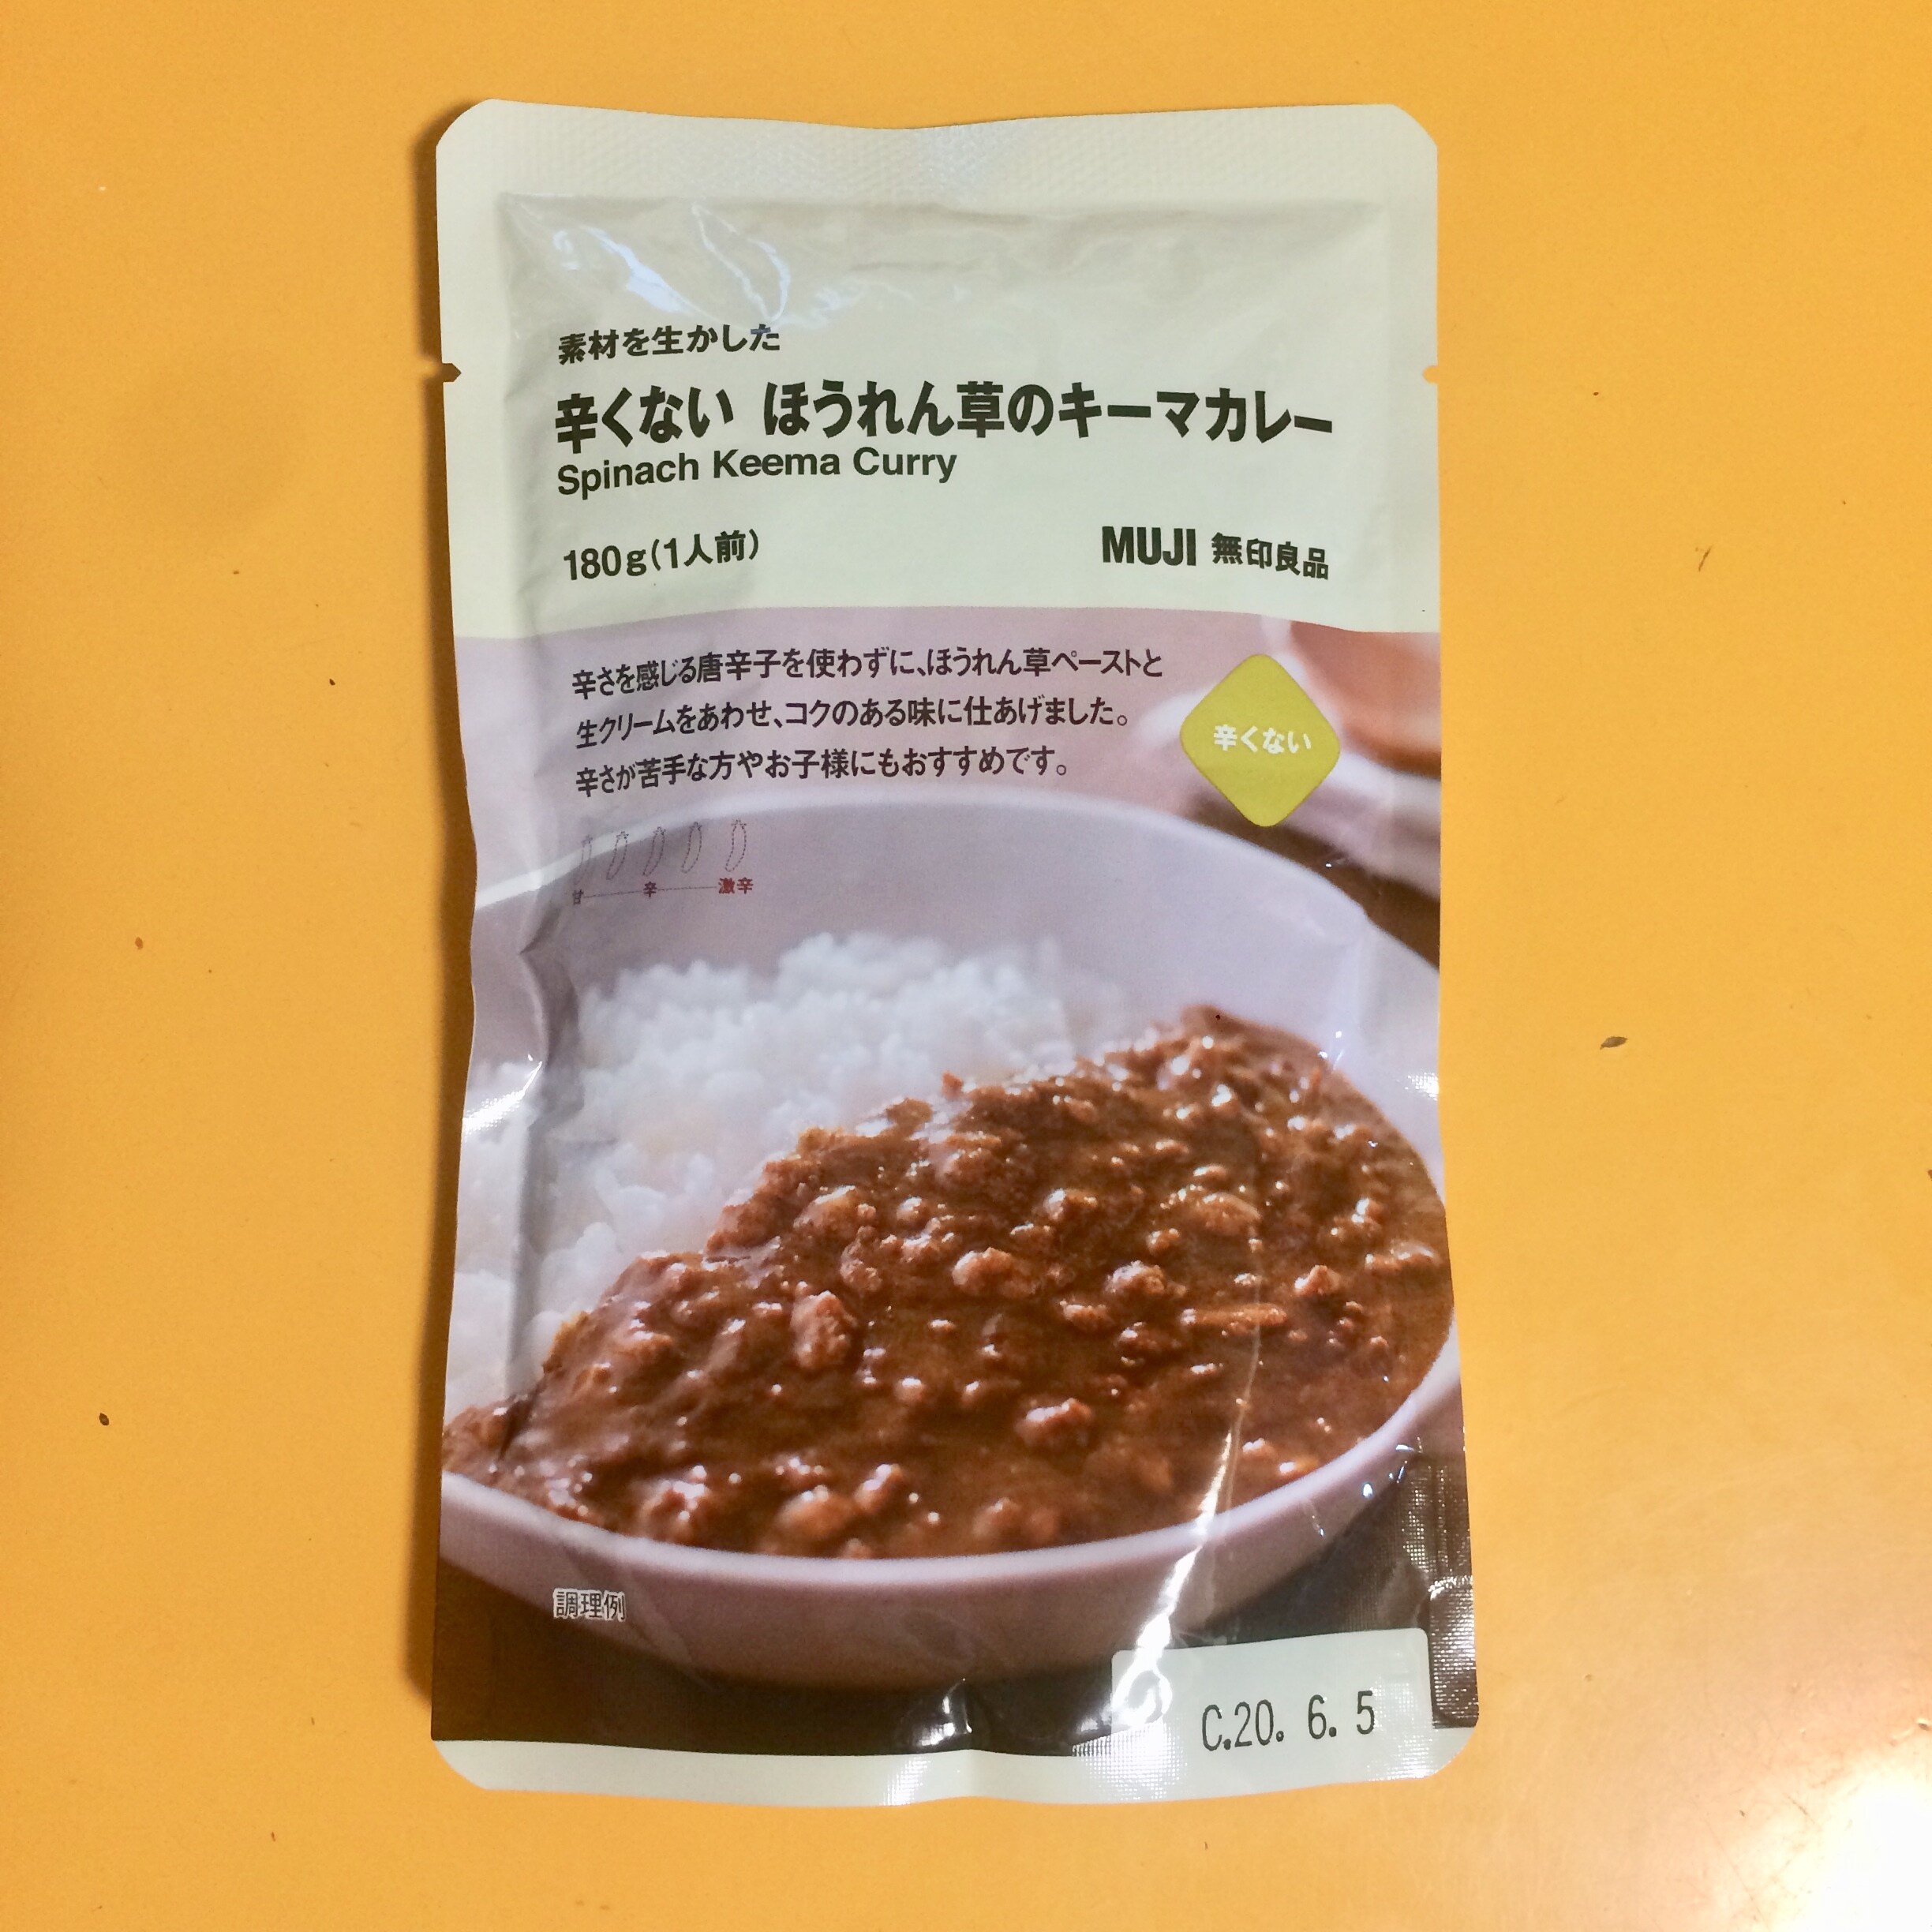 素材を生かした
辛くない ほうれん草のキーマカレー
Spinach Keema Curry
180g(1人前)
MUJI 無印良品
辛さを感じる唐辛子を使わずに、ほうれん草ペーストと
生クリームをあわせ、コクのある味に仕あげました。
辛さが苦手な方やお子様にもおすすめです。
辛くない
甘 辛 激辛
調理例
C.20. 6. 5